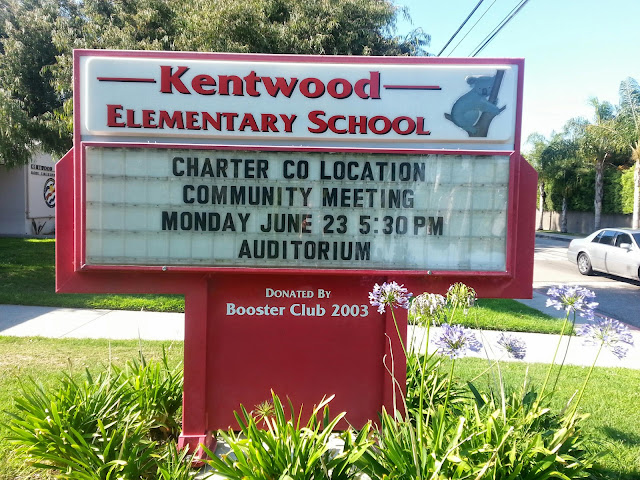 Kentwood
Elementary School
CHARTER CO LOCATION
COMMUNITY MEETING
MONDAY JUNE 23 5:30 PM
AUDITORIUM
Donated By
Booster Club 2003